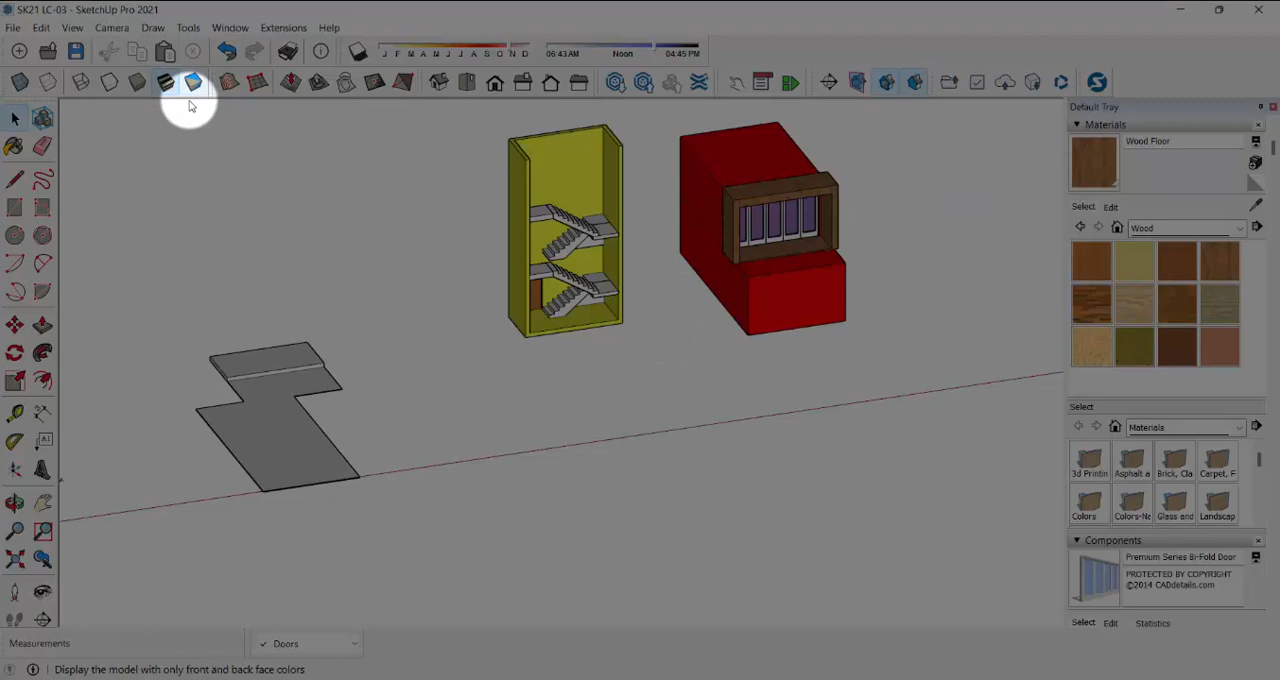 SK21 LC-03 - SketchUp Pro 2021
File Edit View Camera Draw Tools Window Extensions Help
J F M A M J J A S O N D 06:43 AM Noon 04:45 PM
Default Tray
Materials
Wood Floor
Select Edit
Wood
Select
Materials
3d Printin Asphalt a Brick, Cla Carpet, F
Colors Colors-Na Glass and Landscap
Components
Premium Series Bi-Fold Door
PROTECTED BY COPYRIGHT
©2014 CADdetails.com
Select Edit Statistics
Measurements Doors
Display the model with only front and back face colors